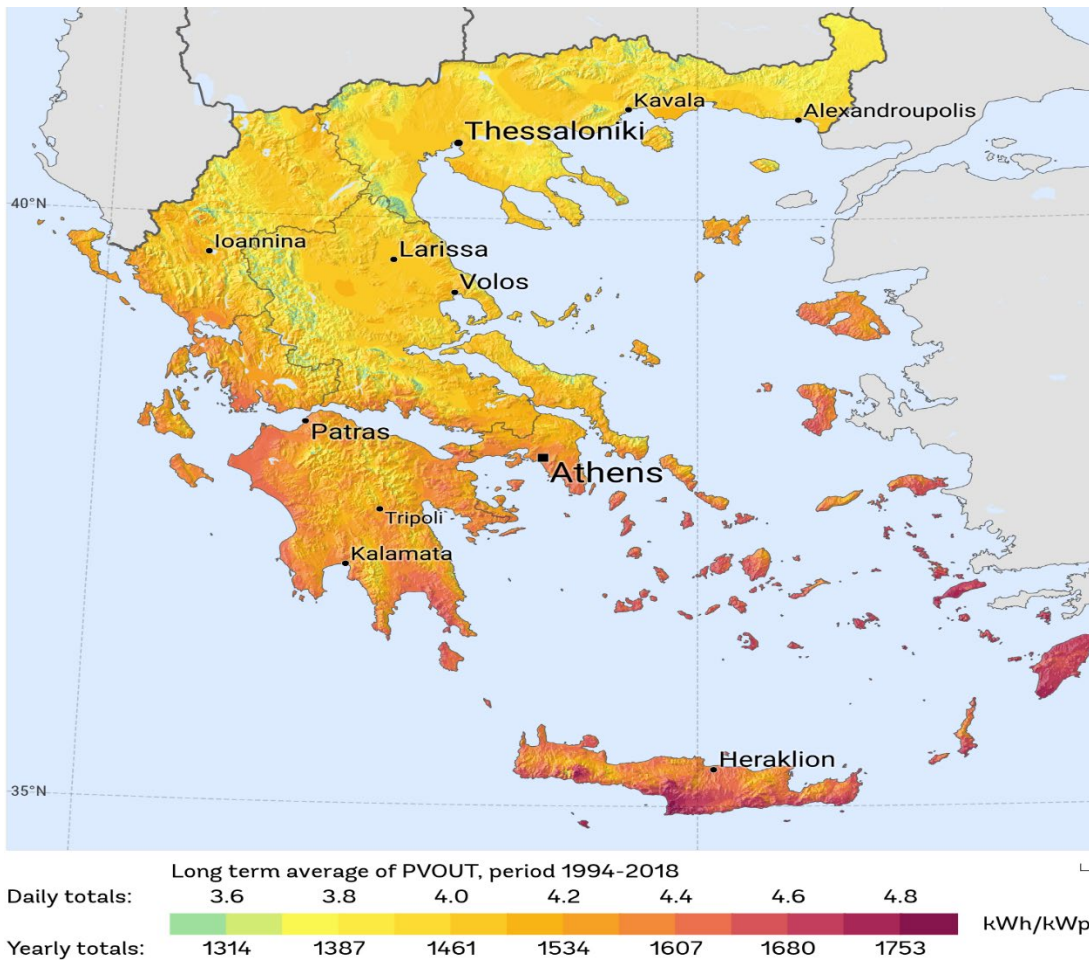 Kavala
Alexandroupolis
Thessaloniki
40°N
Ioannina
Larissa
Volos
Patras
Athens
Tripoli
Kalamata
Heraklion
35°N
Long term average of PVOUT, period 1994-2018
Daily totals: 3.6 3.8 4.0 4.2 4.4 4.6 4.8
kWh/kWp
Yearly totals: 1314 1387 1461 1534 1607 1680 1753